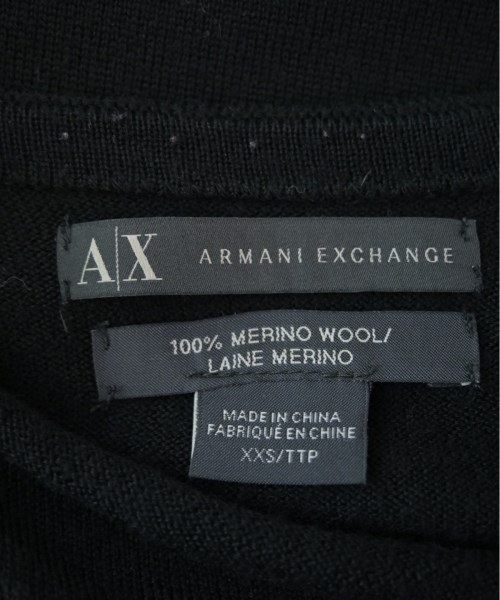 A|X ARMANI EXCHANGE
100% MERINO WOOL/
LAINE MERINO
MADE IN CHINA
FABRIQUÉ EN CHINE
XXS/TTP